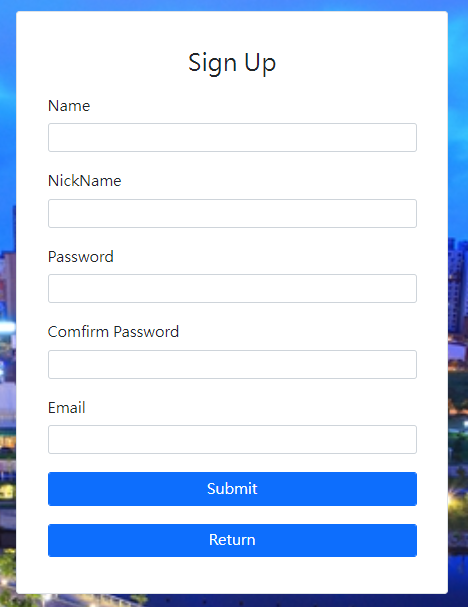 Sign Up
Name
NickName
Password
Comfirm Password
Email
Submit
Return